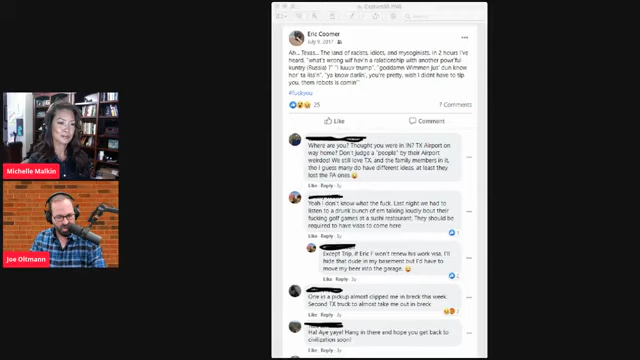 Eric Coomer
July 9, 2017
Ah... Texas... The land of racists, idiots, and mysoginists, in 2 hours i've
heard, "what's wrong wif hav'n a relationship with another powrful
kuntry (Russia) ?" "I luuuv trump", "goddamn Wimmen jus' dun know
"ya know darlin', you're pretty, wish I didnt have to tip
you, them robots is comin'"
#fuckyou
25
7 Comments
Like
Comment
Where are you? Thought you were in IN? TX Airport on
way home? Don't judge a "people" by their Airport
weirdos! We still love TX, and the family members in it,
tho I guess many do have different ideas, at least they
lost the PA ones
Like · Reply · 3y
Yeah I don't know what the fuck. Last night we had to
listen to a drunk bunch of em talking loudly bout their
fucking golf games in a sushi restaurant. They should be
required to have visas to come here
1
Like · Reply · 3y
Except Trip, if Eric F won't renew his work visa, I'll
hide that dude in my basement but I'd have to
move my beer into the garage.
2
Like · Reply · 3y
One in a pickup almost clipped me in breck this week.
Second TX truck to almost take me out in breck
Like · Reply · 3y
Ha! Aye yaye! Hang in there and hope you get back to
civilization soon!
Like · Reply · 3y
Michelle Malkin
Joe Oltmann